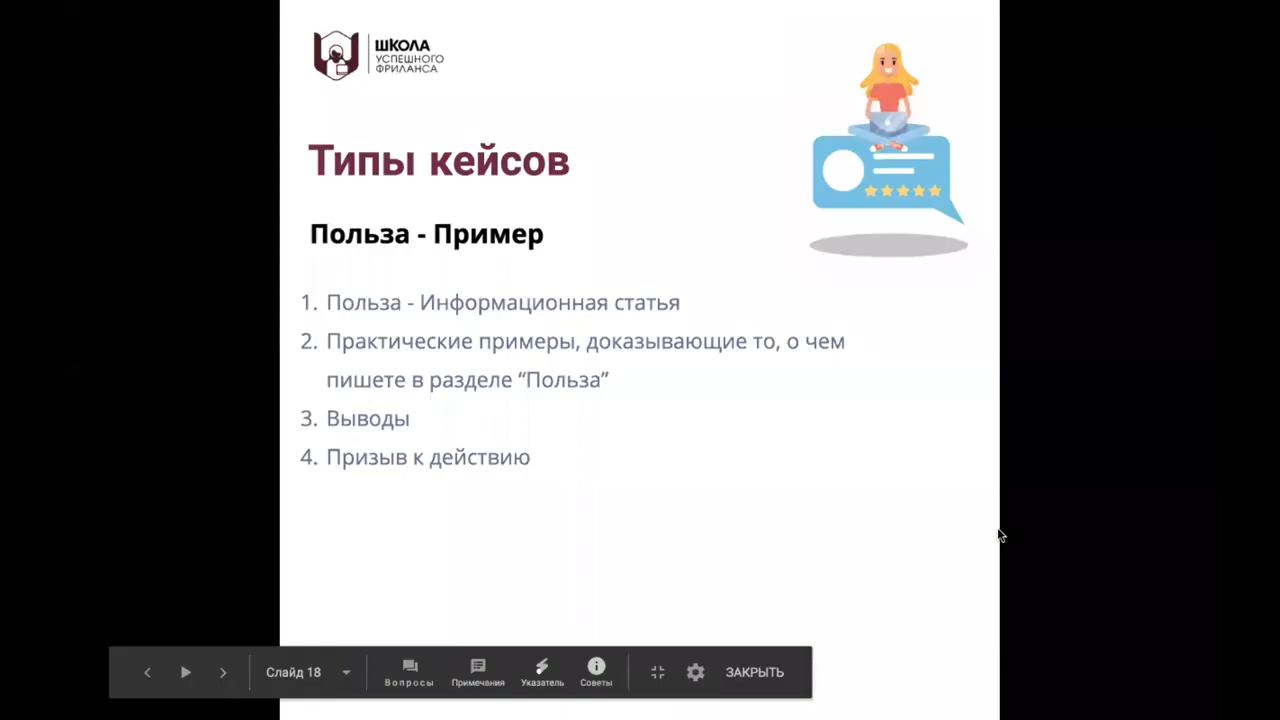 ШКОЛА
УСПЕШНОГО
ФРИЛАНСА
Типы кейсов
Польза - Пример
1. Польза - Информационная статья
2. Практические примеры, доказывающие то, о чем
пишете в разделе “Польза”
3. Выводы
4. Призыв к действию
Слайд 18
Вопросы
Примечания
Указатель
Советы
ЗАКРЫТЬ